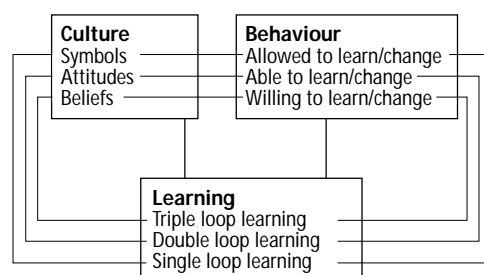 Culture
Symbols
Attitudes
Beliefs
Behaviour
Allowed to learn/change
Able to learn/change
Willing to learn/change
Learning
Triple loop learning
Double loop learning
Single loop learning